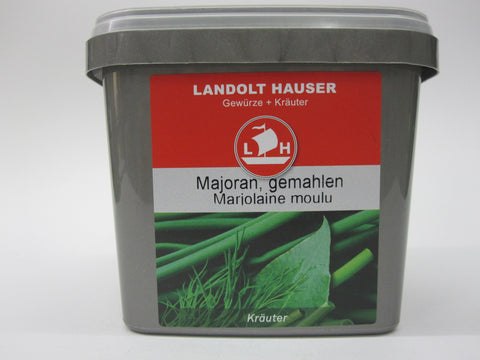 LANDOLT HAUSER
Gewürze + Kräuter
L H
Majoran, gemahlen
Marjolaine moulu
Kräuter